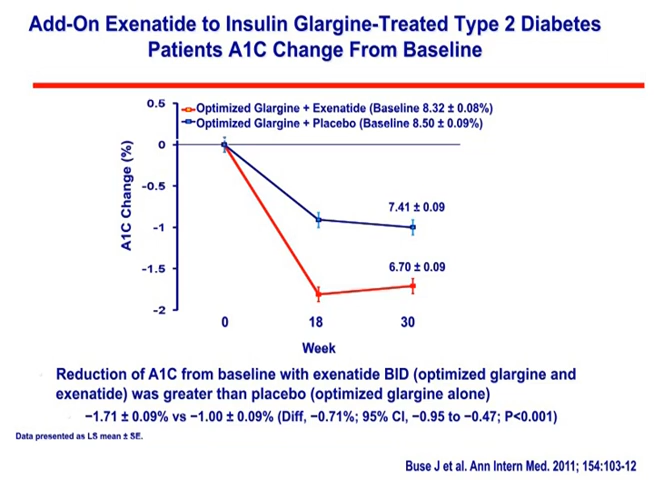 Add-On Exenatide to Insulin Glargine-Treated Type 2 Diabetes
Patients A1C Change From Baseline
0.5
0
-0.5
-1
-1.5
-2
A1C Change (%)
Optimized Glargine + Exenatide (Baseline 8.32 ± 0.08%)
Optimized Glargine + Placebo (Baseline 8.50 ± 0.09%)
7.41 ± 0.09
6.70 ± 0.09
0 18 30
Week
Reduction of A1C from baseline with exenatide BID (optimized glargine and
exenatide) was greater than placebo (optimized glargine alone)
−1.71 ± 0.09% vs −1.00 ± 0.09% (Diff, −0.71%; 95% CI, −0.95 to −0.47; P<0.001)
Data presented as LS mean ± SE.
Buse J et al. Ann Intern Med. 2011; 154:103-12